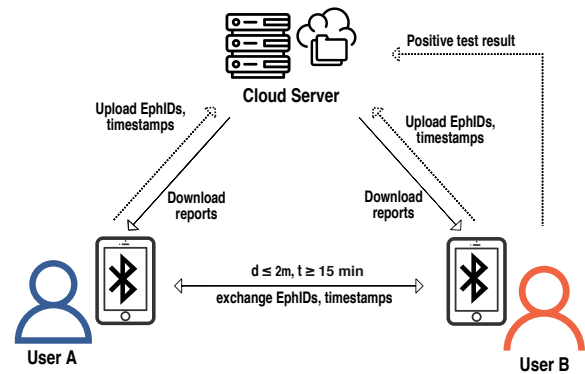 Positive test result
Cloud Server
Upload EphIDs,
timestamps
Upload EphIDs,
timestamps
Download
reports
Download
reports
d ≤ 2m, t ≥ 15 min
exchange EphIDs, timestamps
User A
User B